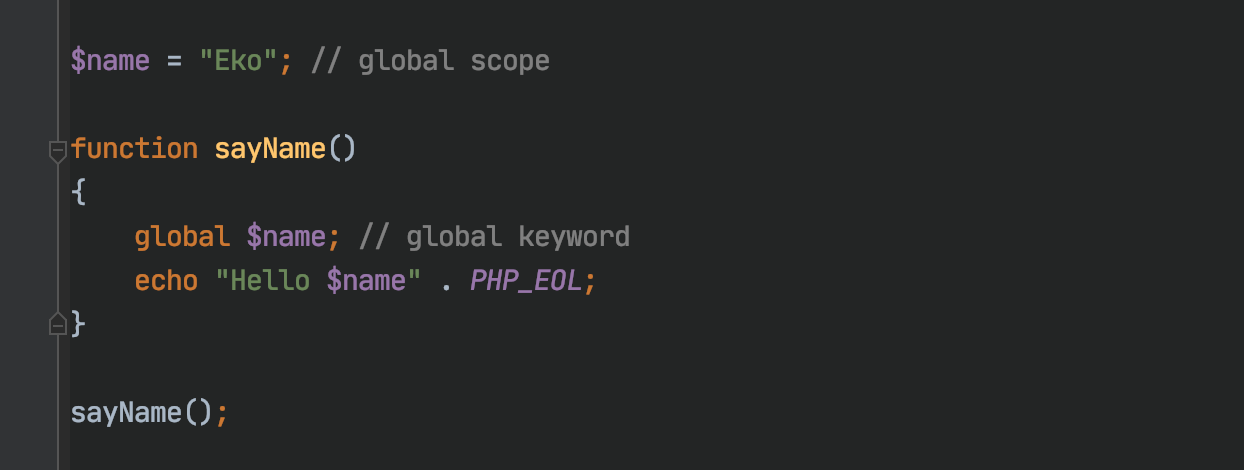 $name = "Eko"; // global scope
function sayName()
{
    global $name; // global keyword
    echo "Hello $name" . PHP_EOL;
}
sayName();